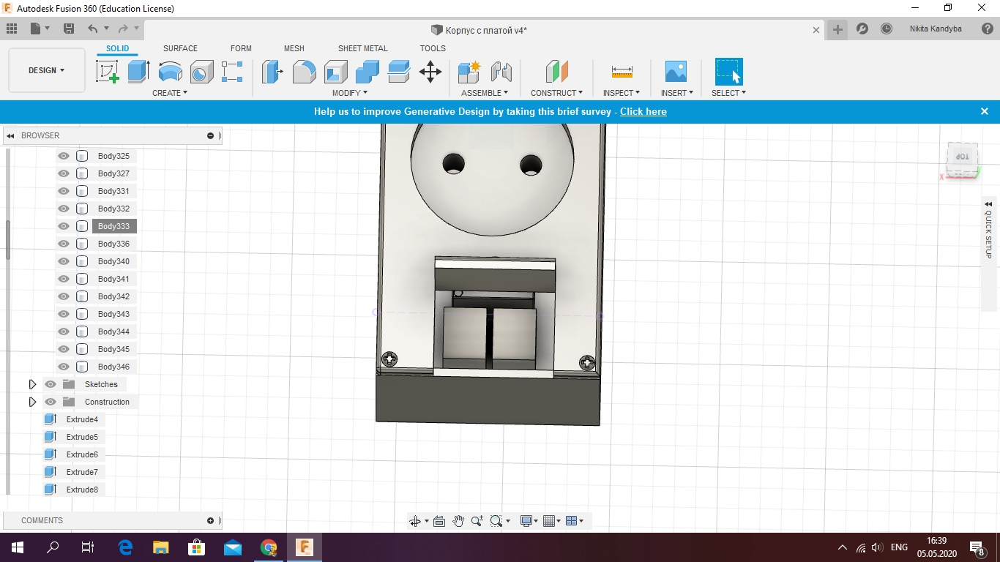 Autodesk Fusion 360 (Education License)
Корпус с платой v4*
Nikita Kandyba
SOLID
SURFACE
FORM
MESH
SHEET METAL
TOOLS
DESIGN
CREATE
MODIFY
ASSEMBLE
CONSTRUCT
INSPECT
INSERT
SELECT
Help us to improve Generative Design by taking this brief survey - Click here
BROWSER
Body325
Body327
Body331
Body332
Body333
Body336
Body340
Body341
Body342
Body343
Body344
Body345
Body346
Sketches
Construction
Extrude4
Extrude5
Extrude6
Extrude7
Extrude8
TOP
X
QUICK SETUP
COMMENTS
ENG
16:39
05.05.2020
8